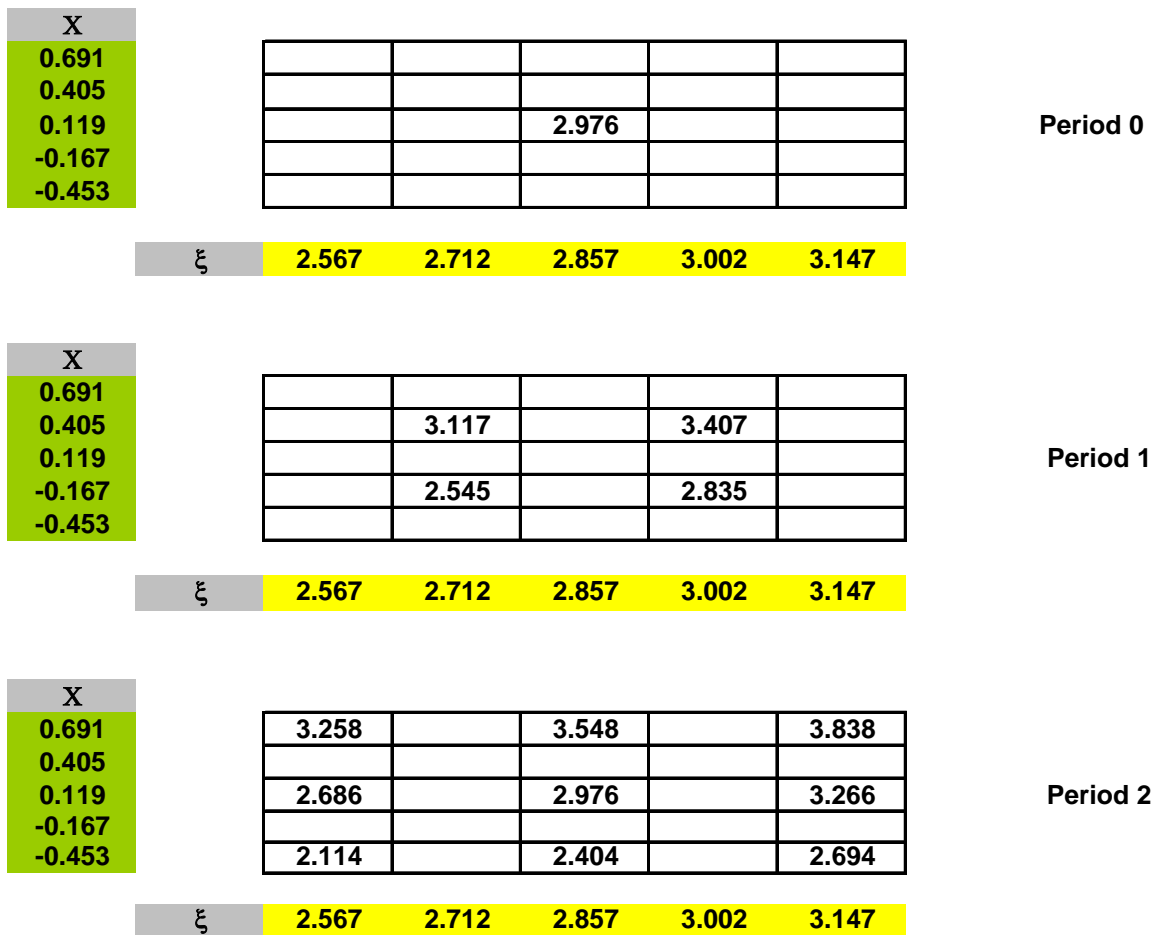 X
0.691
0.405
0.119 2.976 Period 0
-0.167
-0.453
ξ 2.567 2.712 2.857 3.002 3.147
X
0.691
0.405 3.117 3.407
0.119 Period 1
-0.167 2.545 2.835
-0.453
ξ 2.567 2.712 2.857 3.002 3.147
X
0.691 3.258 3.548 3.838
0.405
0.119 2.686 2.976 3.266 Period 2
-0.167
-0.453 2.114 2.404 2.694
ξ 2.567 2.712 2.857 3.002 3.147